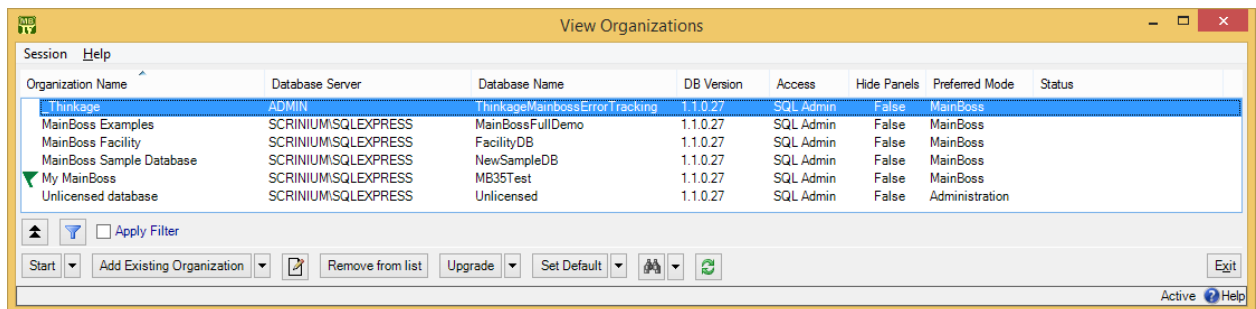 MB
View Organizations
Session Help
Organization Name Database Server Database Name DB Version Access Hide Panels Preferred Mode Status
_Thinkage ADMIN ThinkageMainbossErrorTracking 1.1.0.27 SQL Admin False MainBoss
MainBoss Examples SCRINIUM\SQLEXPRESS MainBossFullDemo 1.1.0.27 SQL Admin False MainBoss
MainBoss Facility SCRINIUM\SQLEXPRESS FacilityDB 1.1.0.27 SQL Admin False MainBoss
MainBoss Sample Database SCRINIUM\SQLEXPRESS NewSampleDB 1.1.0.27 SQL Admin False MainBoss
My MainBoss SCRINIUM\SQLEXPRESS MB35Test 1.1.0.27 SQL Admin False MainBoss
Unlicensed database SCRINIUM\SQLEXPRESS Unlicensed 1.1.0.27 SQL Admin False Administration
Apply Filter
Start Add Existing Organization Remove from list Upgrade Set Default Exit
Active Help